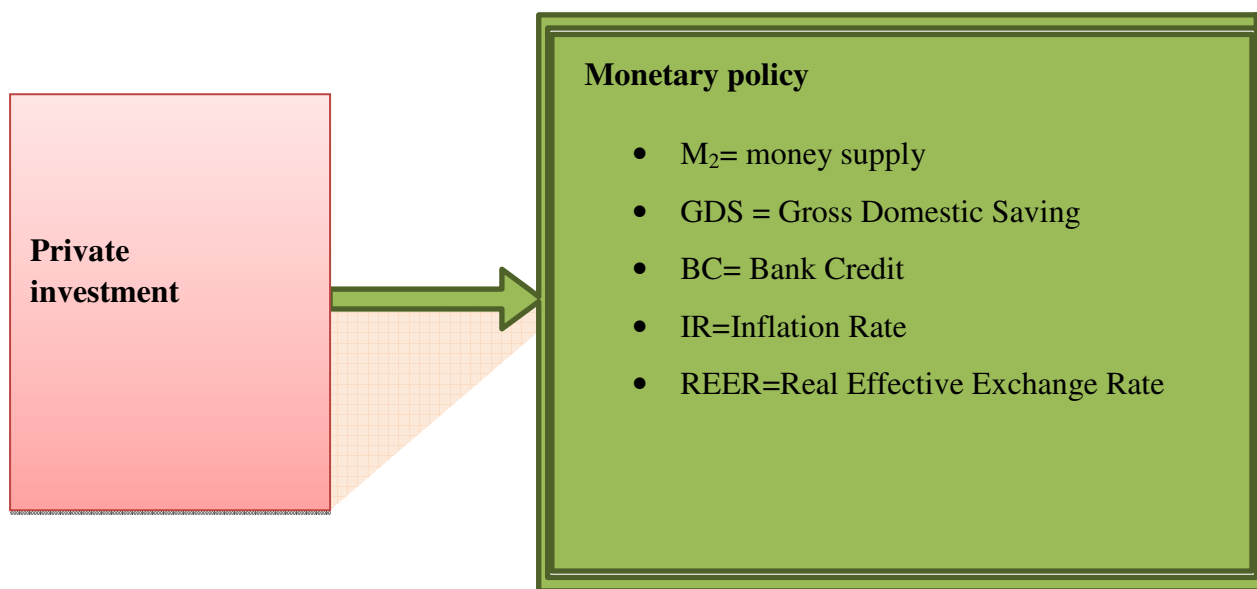 Private
investment
Monetary policy
• M₂= money supply
• GDS = Gross Domestic Saving
• BC= Bank Credit
• IR=Inflation Rate
• REER=Real Effective Exchange Rate